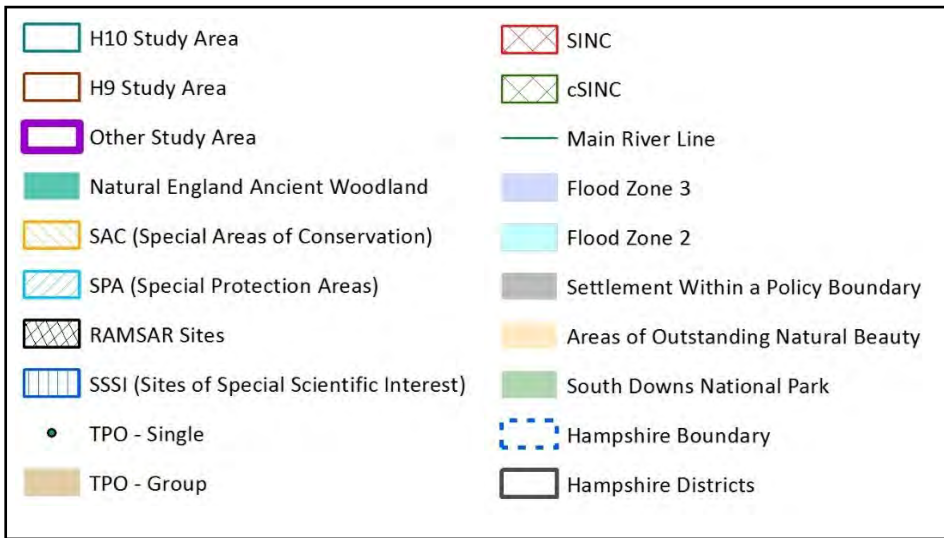 H10 Study Area
H9 Study Area
Other Study Area
Natural England Ancient Woodland
SAC (Special Areas of Conservation)
SPA (Special Protection Areas)
RAMSAR Sites
SSSI (Sites of Special Scientific Interest)
TPO - Single
TPO - Group
SINC
cSINC
Main River Line
Flood Zone 3
Flood Zone 2
Settlement Within a Policy Boundary
Areas of Outstanding Natural Beauty
South Downs National Park
Hampshire Boundary
Hampshire Districts